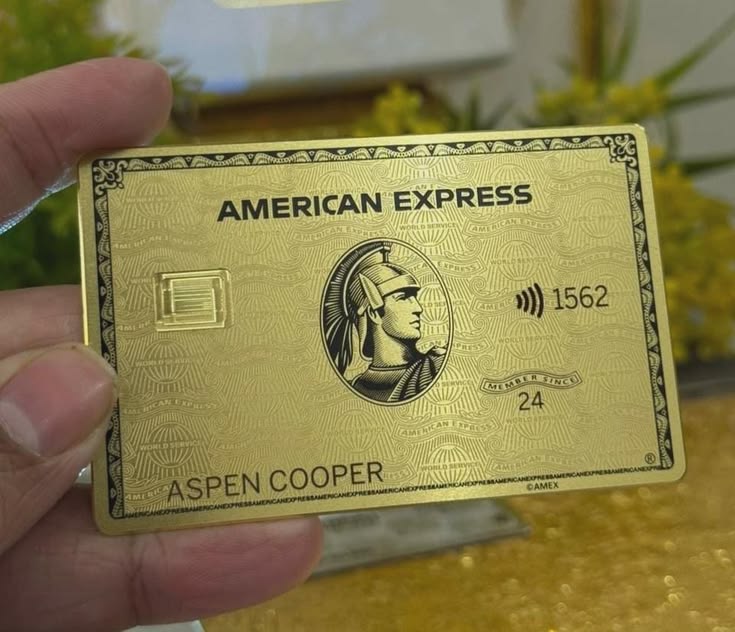 AMERICAN EXPRESS
1562
MEMBER SINCE
24
ASPEN COOPER
®
©AMEX